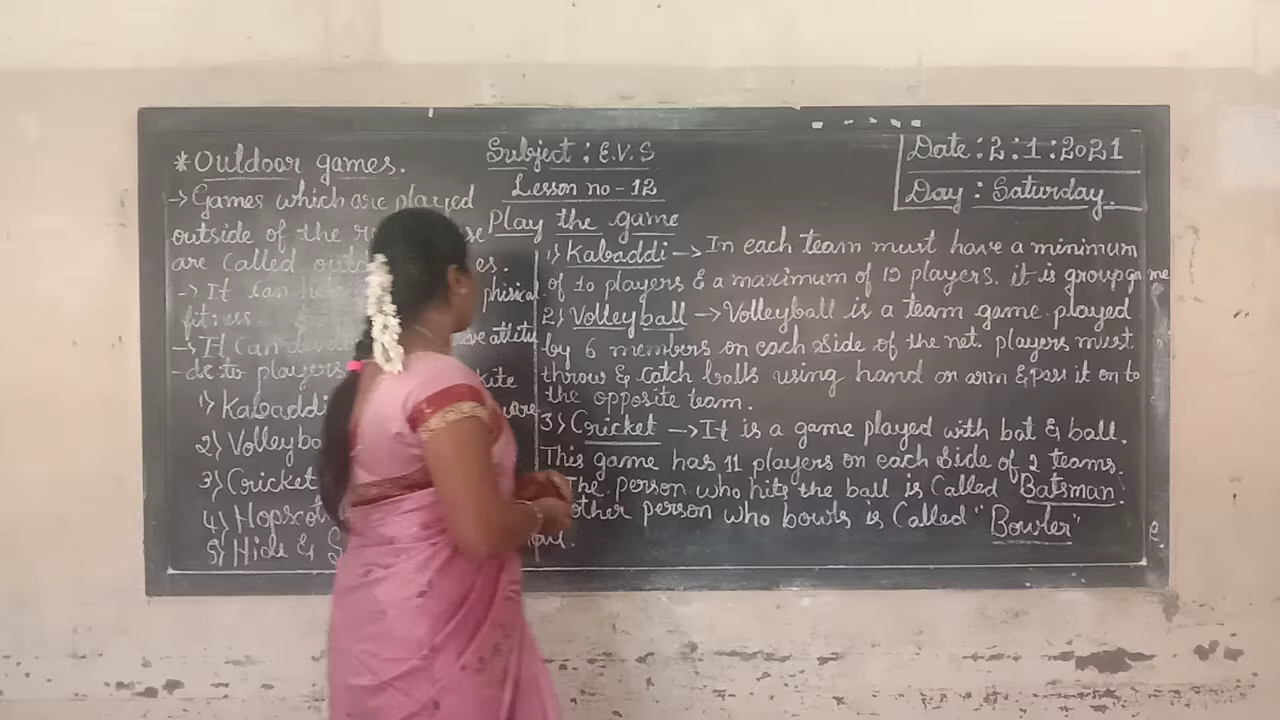 Subject : E.V.S
Lesson no - 12
Play the game
Date : 2 : 1 : 2021
Day : Saturday.
* Outdoor games.
-> Games which are played
outside of the
are called es.
-> It can phisical
fitness.
-> It can
-de to players kite
1) Kabaddi
2) Volleyba
3) Cricket
4) Hopscot
5) Hide & S
1) Kabaddi -> In each team must have a minimum
of 10 players & a maximum of 12 players. it is group game
2) Volleyball -> Volleyball is a team game played
by 6 members on each side of the net. players must
throw & catch balls using hand or arm & pass it on to
the opposite team.
3) Cricket -> It is a game played with bat & ball.
This game has 11 players on each side of 2 teams.
The person who hits the ball is Called Batsman.
other person who bowls is Called "Bowler"